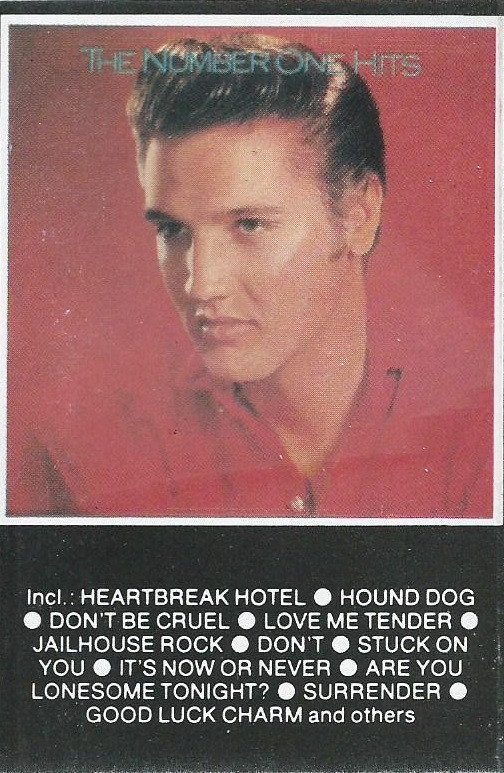 THE NUMBER ONE HITS
Incl.: HEARTBREAK HOTEL ● HOUND DOG
● DON'T BE CRUEL ● LOVE ME TENDER ●
JAILHOUSE ROCK ● DON'T ● STUCK ON
YOU ● IT'S NOW OR NEVER ● ARE YOU
LONESOME TONIGHT? ● SURRENDER ●
GOOD LUCK CHARM and others